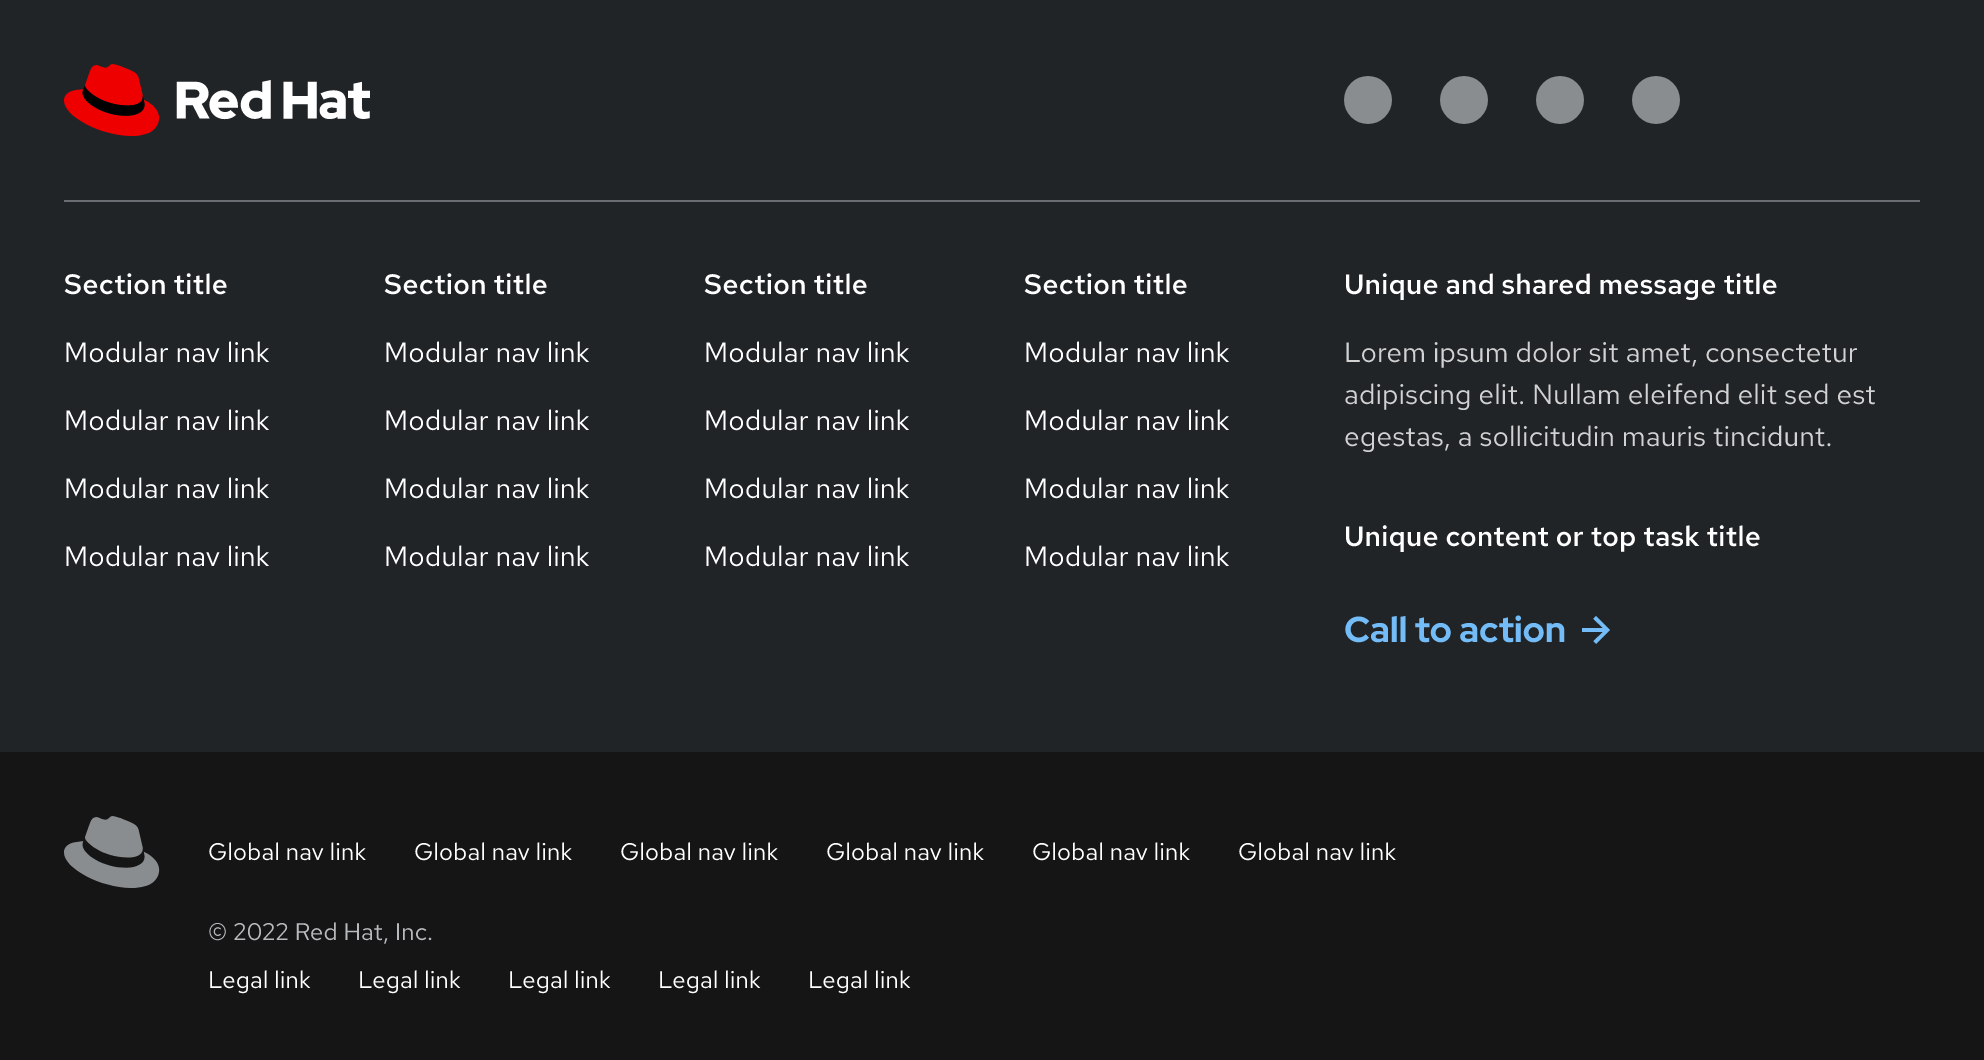 Red Hat
Section title
Modular nav link
Modular nav link
Modular nav link
Modular nav link
Section title
Modular nav link
Modular nav link
Modular nav link
Modular nav link
Section title
Modular nav link
Modular nav link
Modular nav link
Modular nav link
Section title
Modular nav link
Modular nav link
Modular nav link
Modular nav link
Unique and shared message title
Lorem ipsum dolor sit amet, consectetur
adipiscing elit. Nullam eleifend elit sed est
egestas, a sollicitudin mauris tincidunt.
Unique content or top task title
Call to action →
Global nav link Global nav link Global nav link Global nav link Global nav link Global nav link
© 2022 Red Hat, Inc.
Legal link Legal link Legal link Legal link Legal link